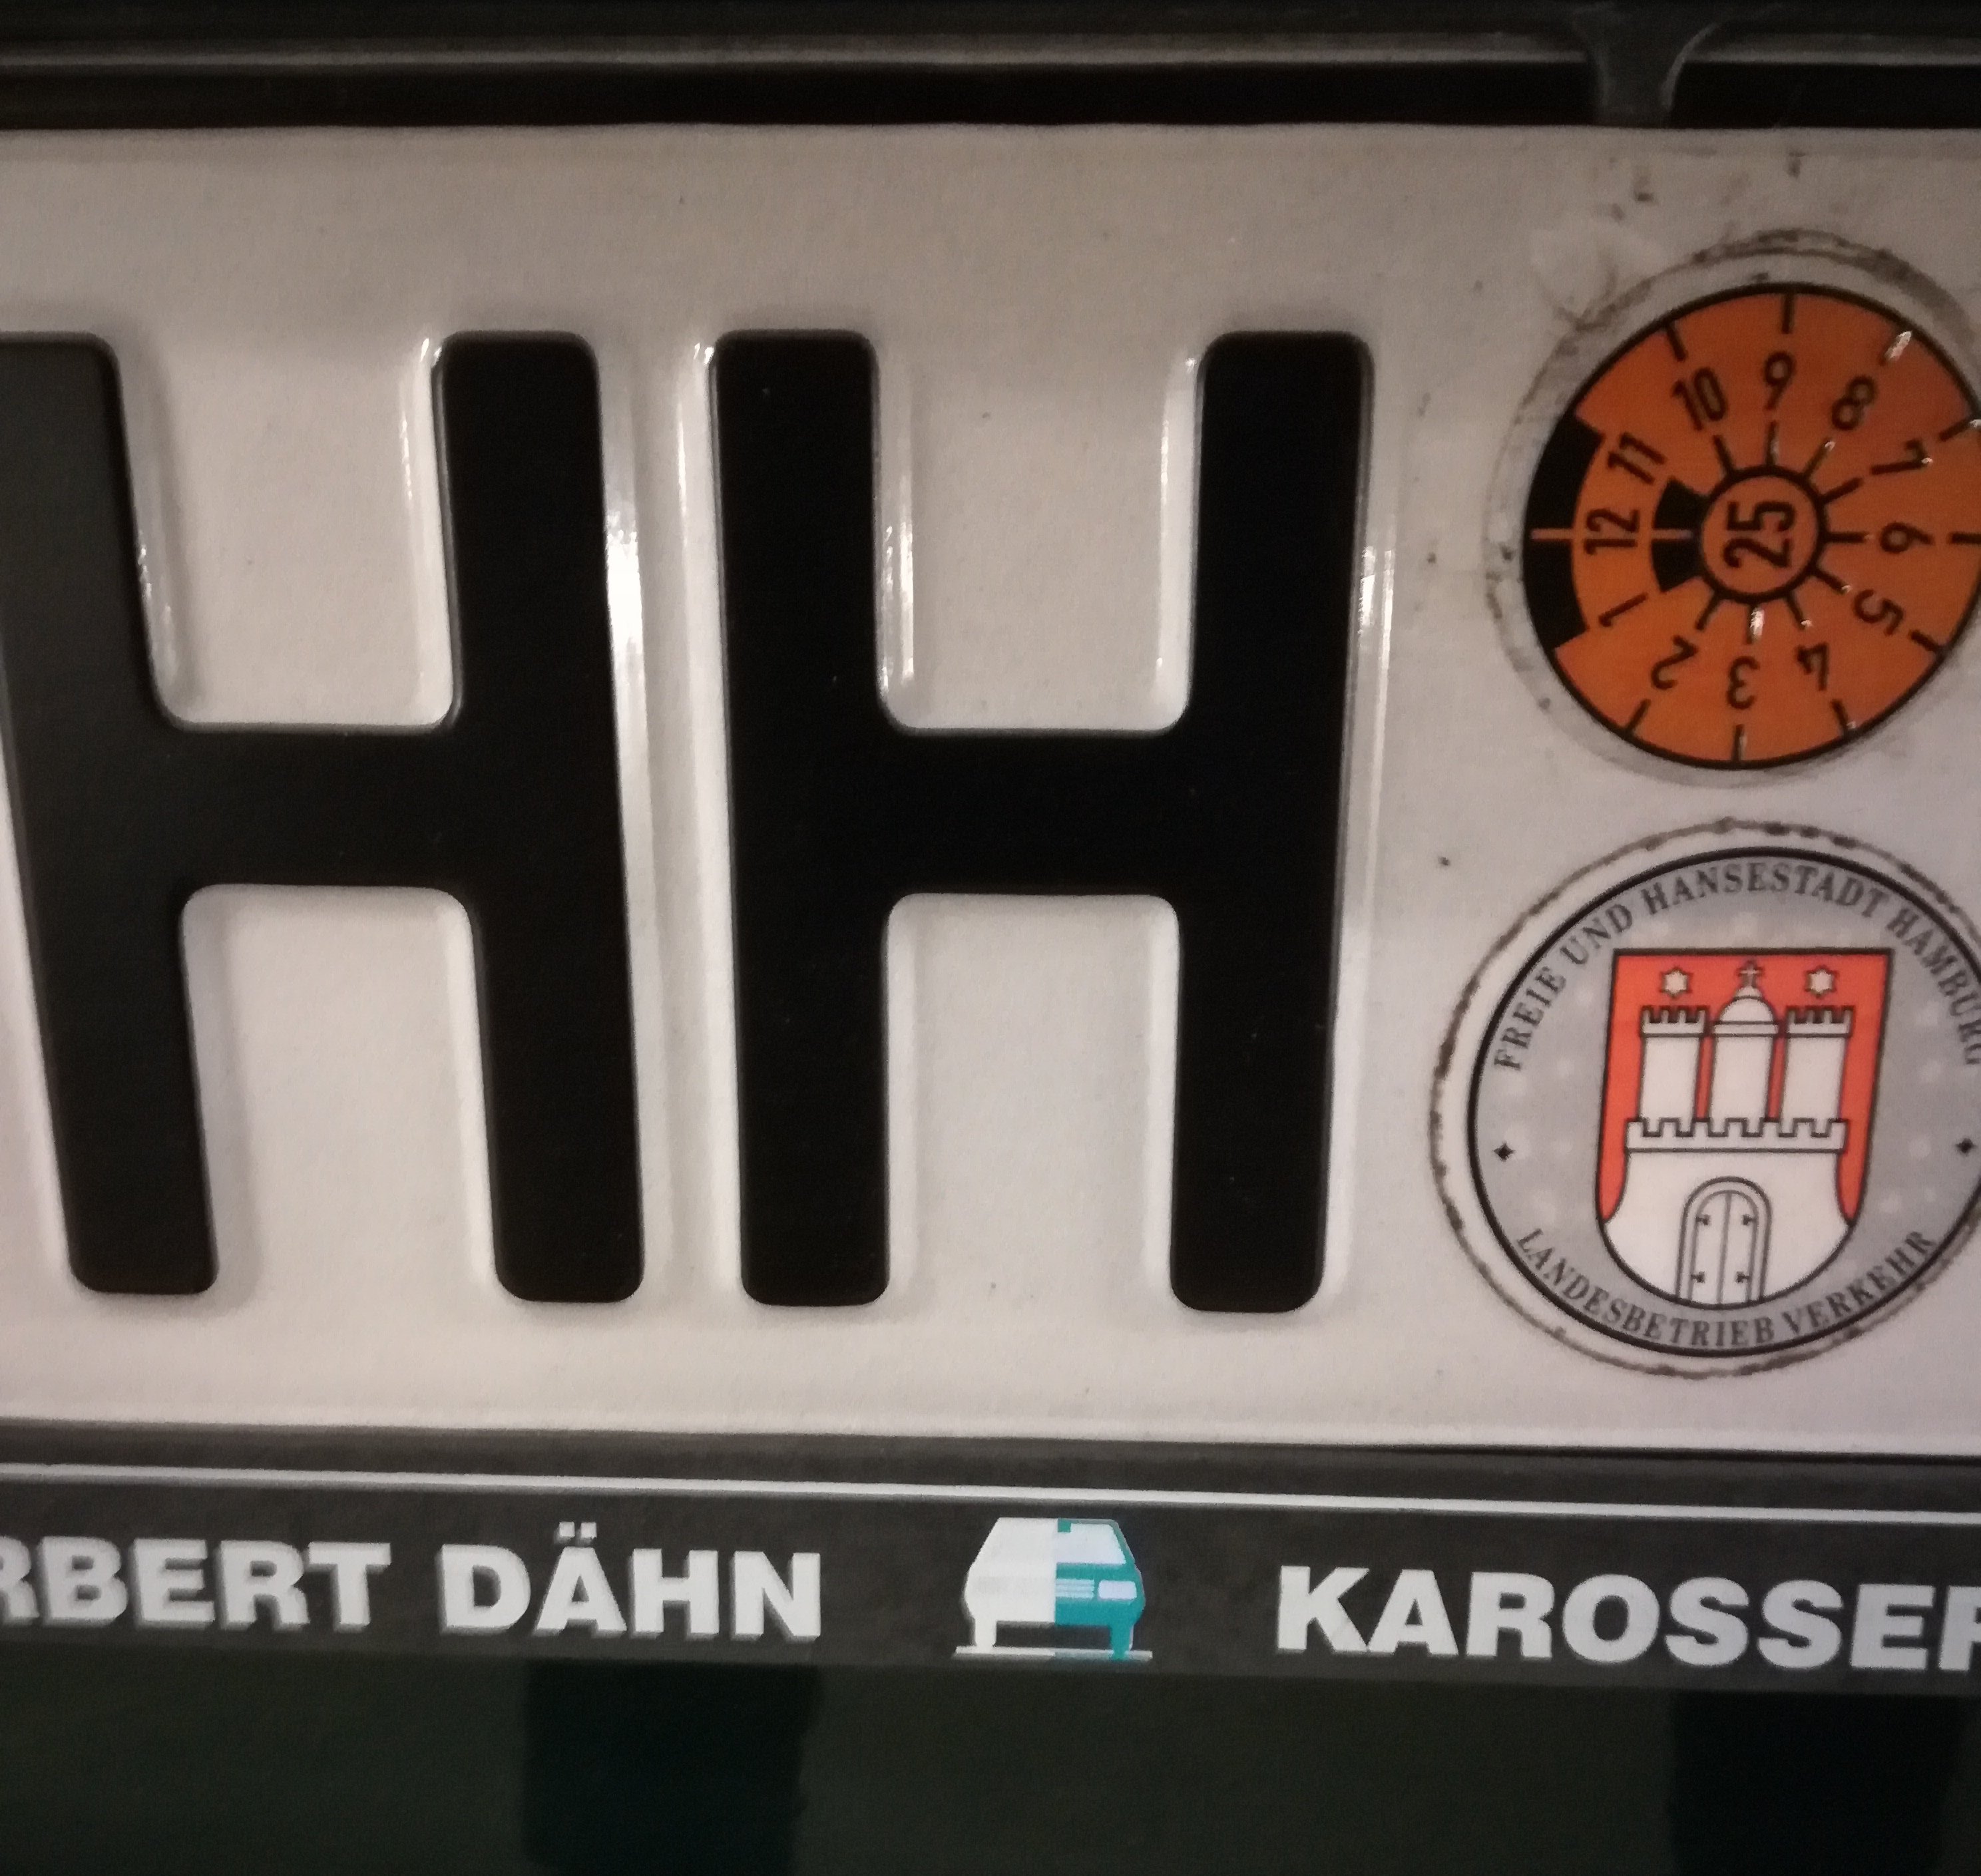 HH
10 9 8
11 7
12 25 6
1 5
2 3 4
FREIE UND HANSESTADT HAMBURG
LANDESBETRIEB VERKEHR
RBERT DÄHN KAROSSER